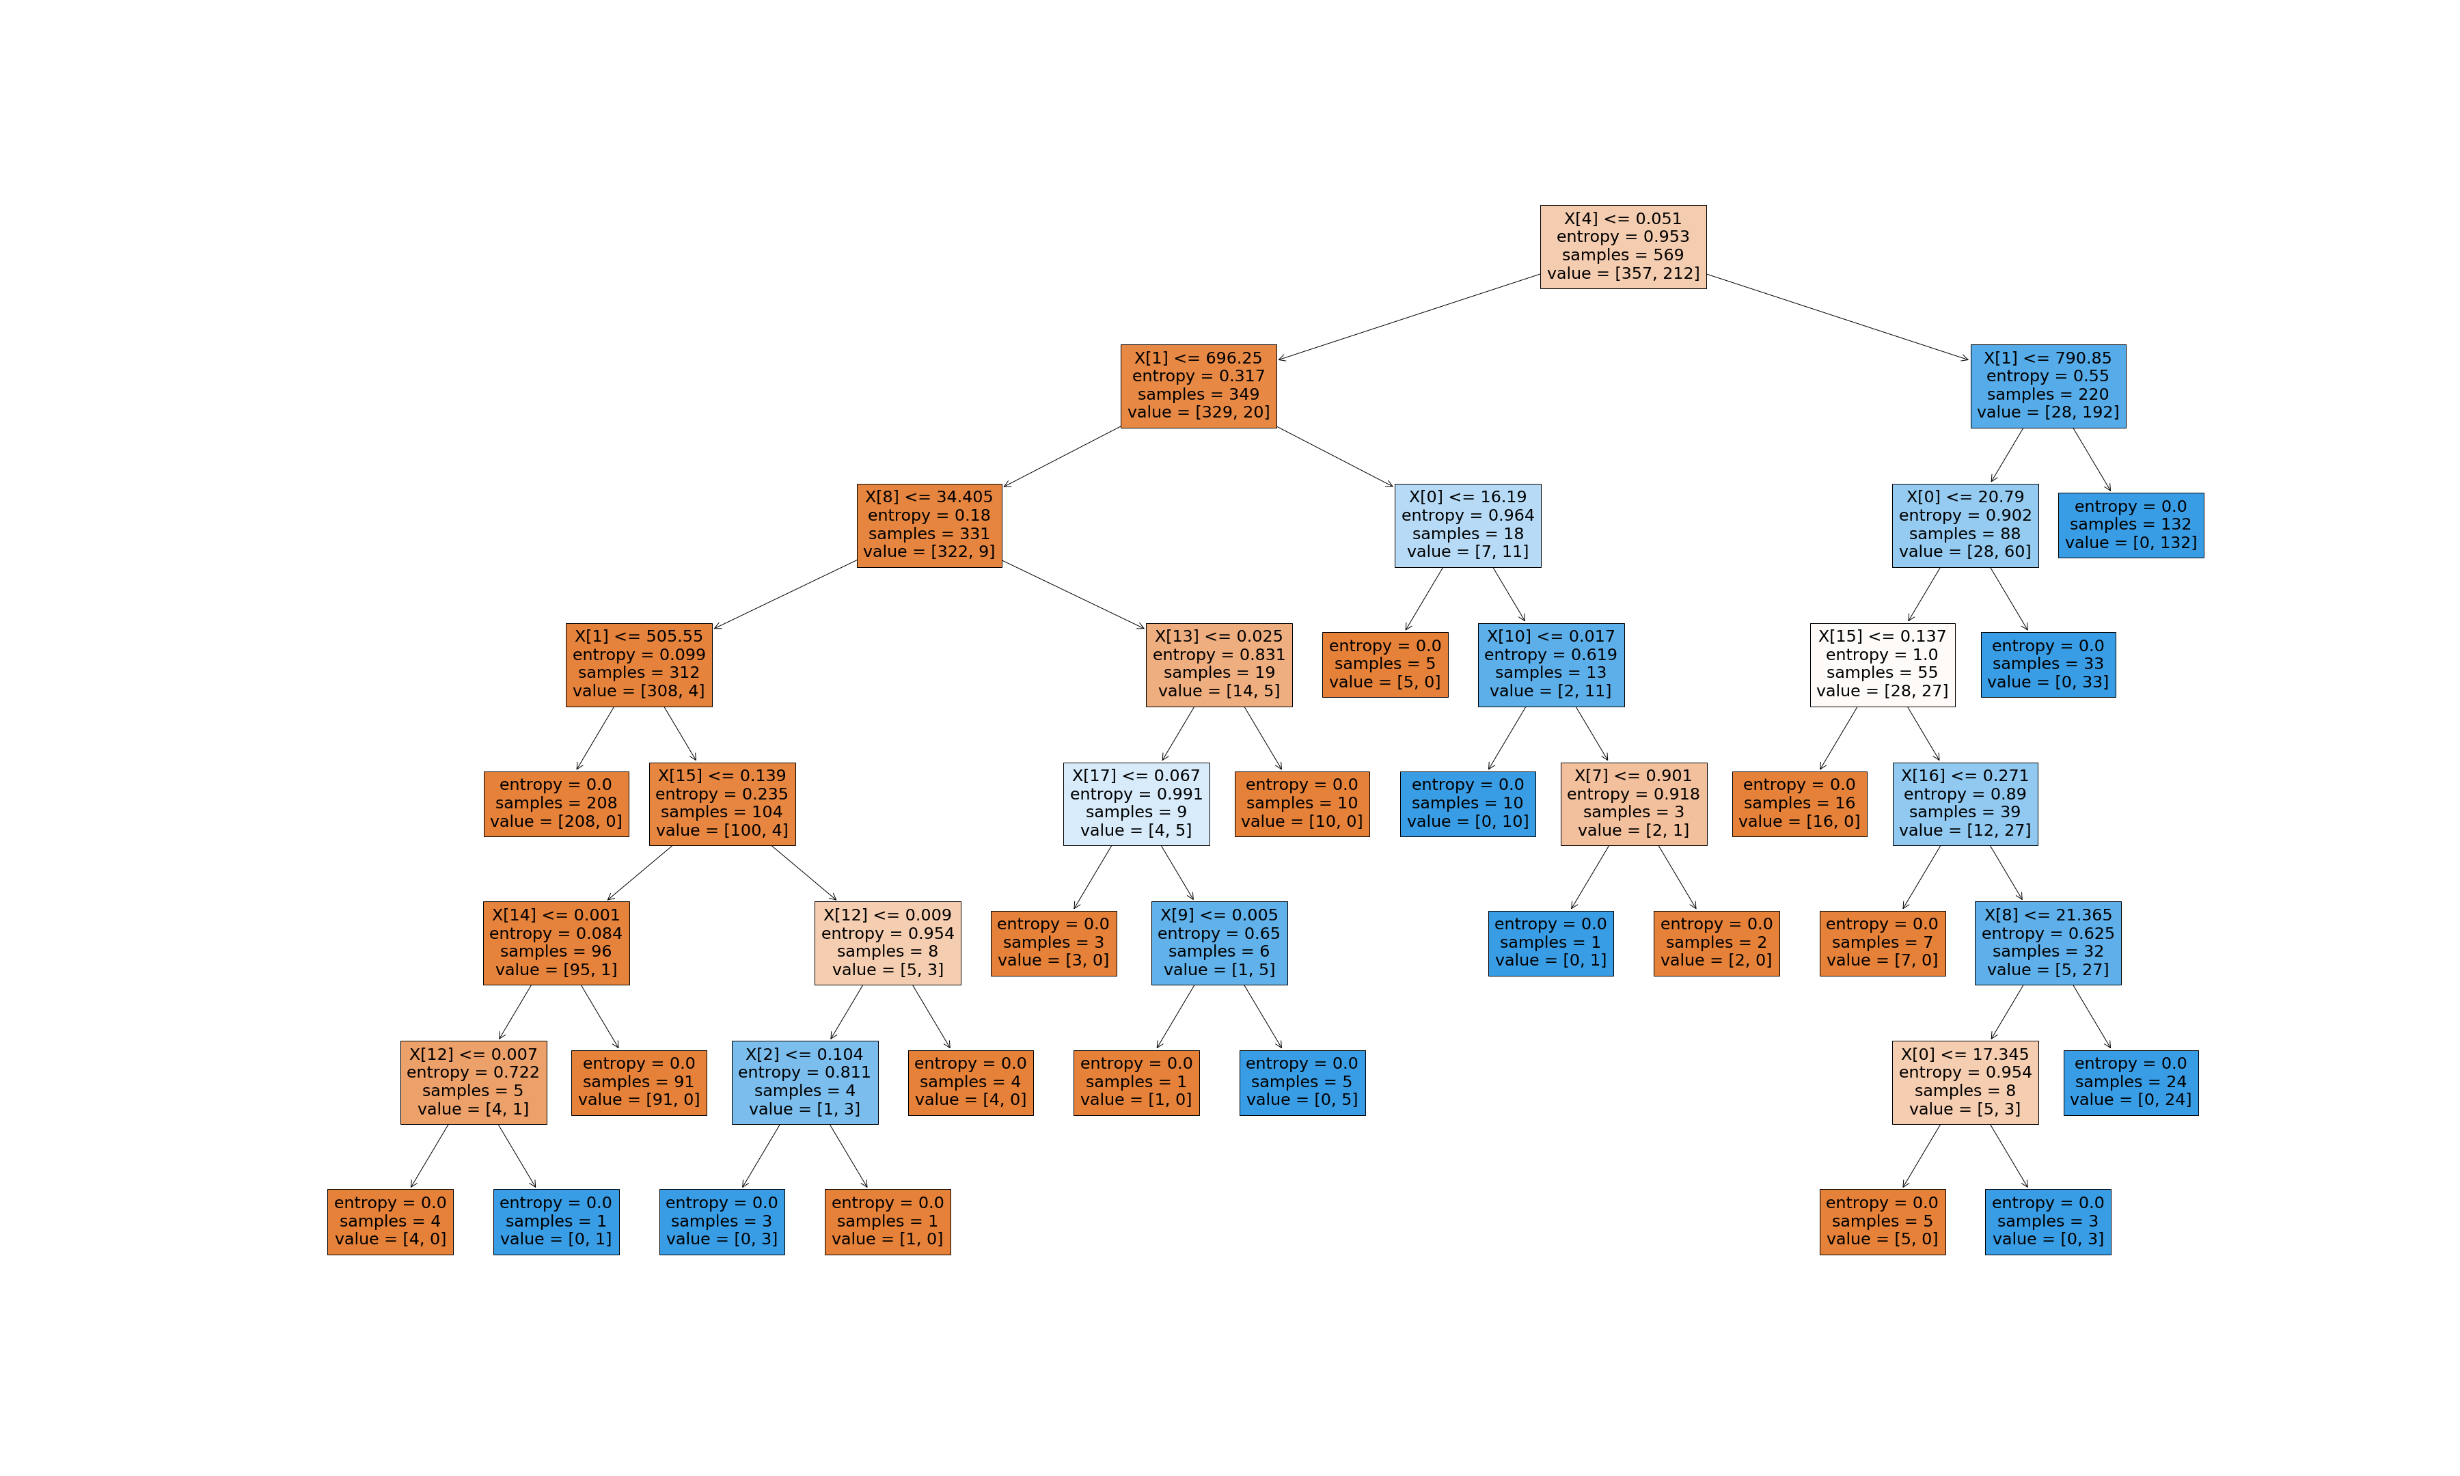 X[4] <= 0.051
entropy = 0.953
samples = 569
value = [357, 212]
X[1] <= 696.25
entropy = 0.317
samples = 349
value = [329, 20]
X[1] <= 790.85
entropy = 0.55
samples = 220
value = [28, 192]
X[8] <= 34.405
entropy = 0.18
samples = 331
value = [322, 9]
X[0] <= 16.19
entropy = 0.964
samples = 18
value = [7, 11]
X[0] <= 20.79
entropy = 0.902
samples = 88
value = [28, 60]
entropy = 0.0
samples = 132
value = [0, 132]
X[1] <= 505.55
entropy = 0.099
samples = 312
value = [308, 4]
X[13] <= 0.025
entropy = 0.831
samples = 19
value = [14, 5]
entropy = 0.0
samples = 5
value = [5, 0]
X[10] <= 0.017
entropy = 0.619
samples = 13
value = [2, 11]
X[15] <= 0.137
entropy = 1.0
samples = 55
value = [28, 27]
entropy = 0.0
samples = 33
value = [0, 33]
entropy = 0.0
samples = 208
value = [208, 0]
X[15] <= 0.139
entropy = 0.235
samples = 104
value = [100, 4]
X[17] <= 0.067
entropy = 0.991
samples = 9
value = [4, 5]
entropy = 0.0
samples = 10
value = [10, 0]
entropy = 0.0
samples = 10
value = [0, 10]
X[7] <= 0.901
entropy = 0.918
samples = 3
value = [2, 1]
entropy = 0.0
samples = 16
value = [16, 0]
X[16] <= 0.271
entropy = 0.89
samples = 39
value = [12, 27]
X[14] <= 0.001
entropy = 0.084
samples = 96
value = [95, 1]
X[12] <= 0.009
entropy = 0.954
samples = 8
value = [5, 3]
entropy = 0.0
samples = 3
value = [3, 0]
X[9] <= 0.005
entropy = 0.65
samples = 6
value = [1, 5]
entropy = 0.0
samples = 1
value = [0, 1]
entropy = 0.0
samples = 2
value = [2, 0]
entropy = 0.0
samples = 7
value = [7, 0]
X[8] <= 21.365
entropy = 0.625
samples = 32
value = [5, 27]
X[12] <= 0.007
entropy = 0.722
samples = 5
value = [4, 1]
entropy = 0.0
samples = 91
value = [91, 0]
X[2] <= 0.104
entropy = 0.811
samples = 4
value = [1, 3]
entropy = 0.0
samples = 4
value = [4, 0]
entropy = 0.0
samples = 1
value = [1, 0]
entropy = 0.0
samples = 5
value = [0, 5]
X[0] <= 17.345
entropy = 0.954
samples = 8
value = [5, 3]
entropy = 0.0
samples = 24
value = [0, 24]
entropy = 0.0
samples = 4
value = [4, 0]
entropy = 0.0
samples = 1
value = [0, 1]
entropy = 0.0
samples = 3
value = [0, 3]
entropy = 0.0
samples = 1
value = [1, 0]
entropy = 0.0
samples = 5
value = [5, 0]
entropy = 0.0
samples = 3
value = [0, 3]